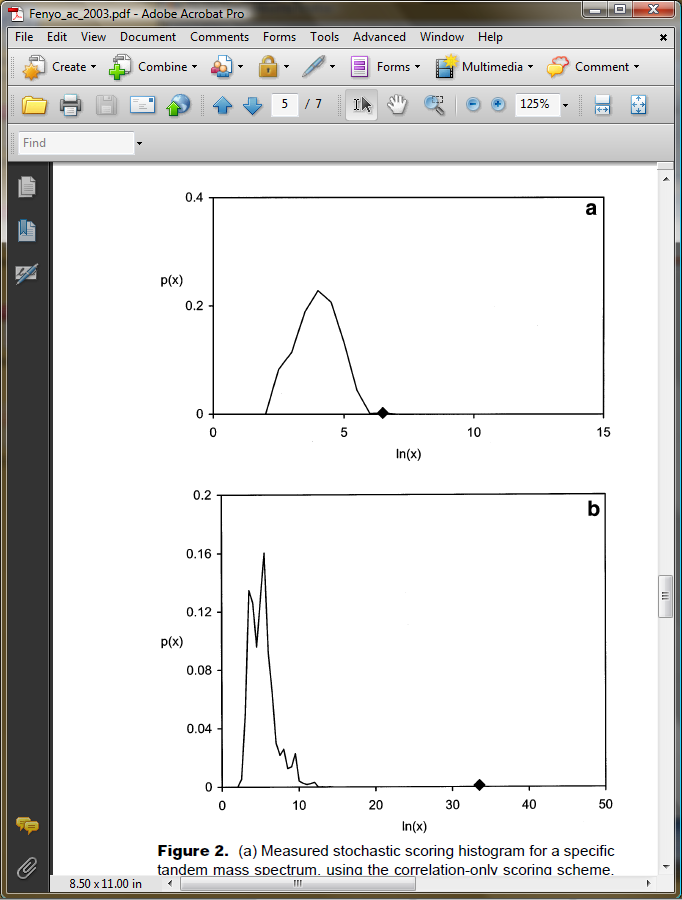 Fenyo_ac_2003.pdf - Adobe Acrobat Pro
File Edit View Document Comments Forms Tools Advanced Window Help
Create Combine Forms Multimedia Comment
5 / 7 125%
Find
a
0.4
p(x)
0.2
0
0 5 10 15
ln(x)
b
0.2
0.16
0.12
p(x)
0.08
0.04
0
0 10 20 30 40 50
ln(x)
Figure 2. (a) Measured stochastic scoring histogram for a specific
tandem mass spectrum, using the correlation-only scoring scheme.
8.50 x 11.00 in